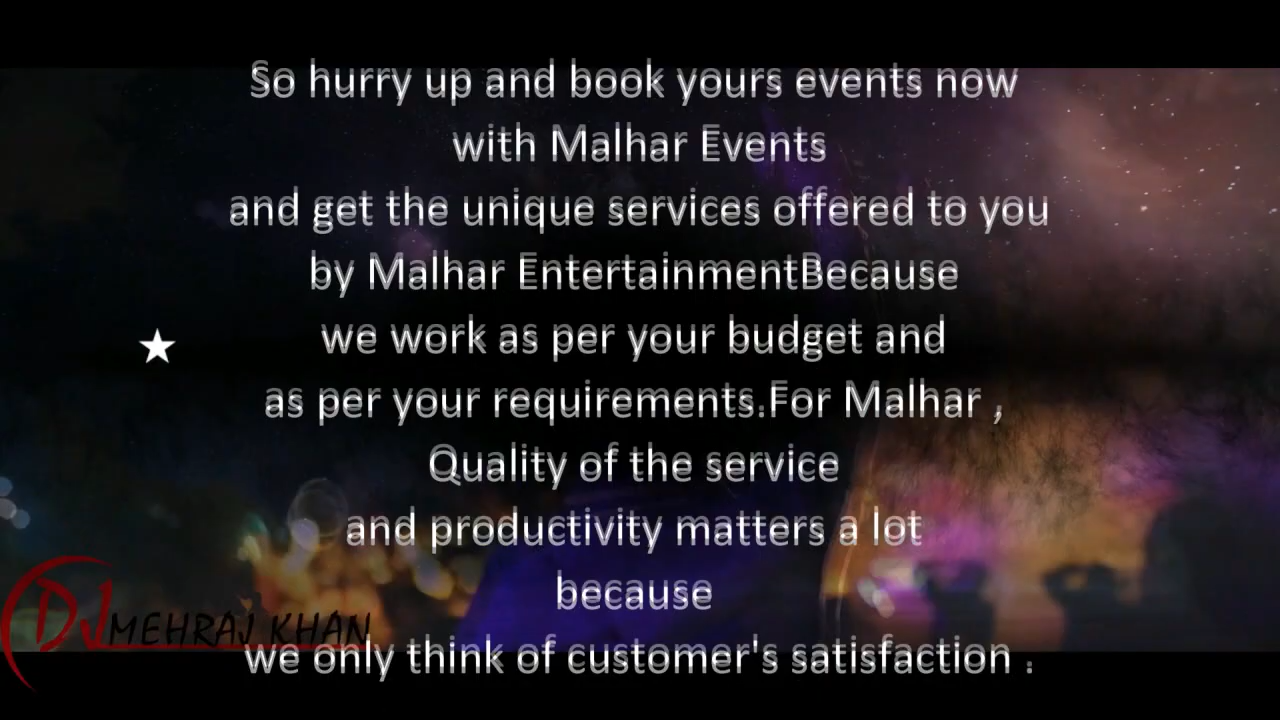 So hurry up and book yours events now
with Malhar Events
and get the unique services offered to you
by Malhar EntertainmentBecause
we work as per your budget and
as per your requirements.For Malhar ,
Quality of the service
and productivity matters a lot
because
DJ MEHRAJ KHAN
we only think of customer's satisfaction .